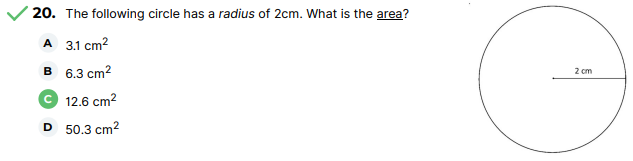 20. The following circle has a radius of 2cm. What is the area?
A 3.1 cm²
B 6.3 cm²
C 12.6 cm²
D 50.3 cm²
2 cm